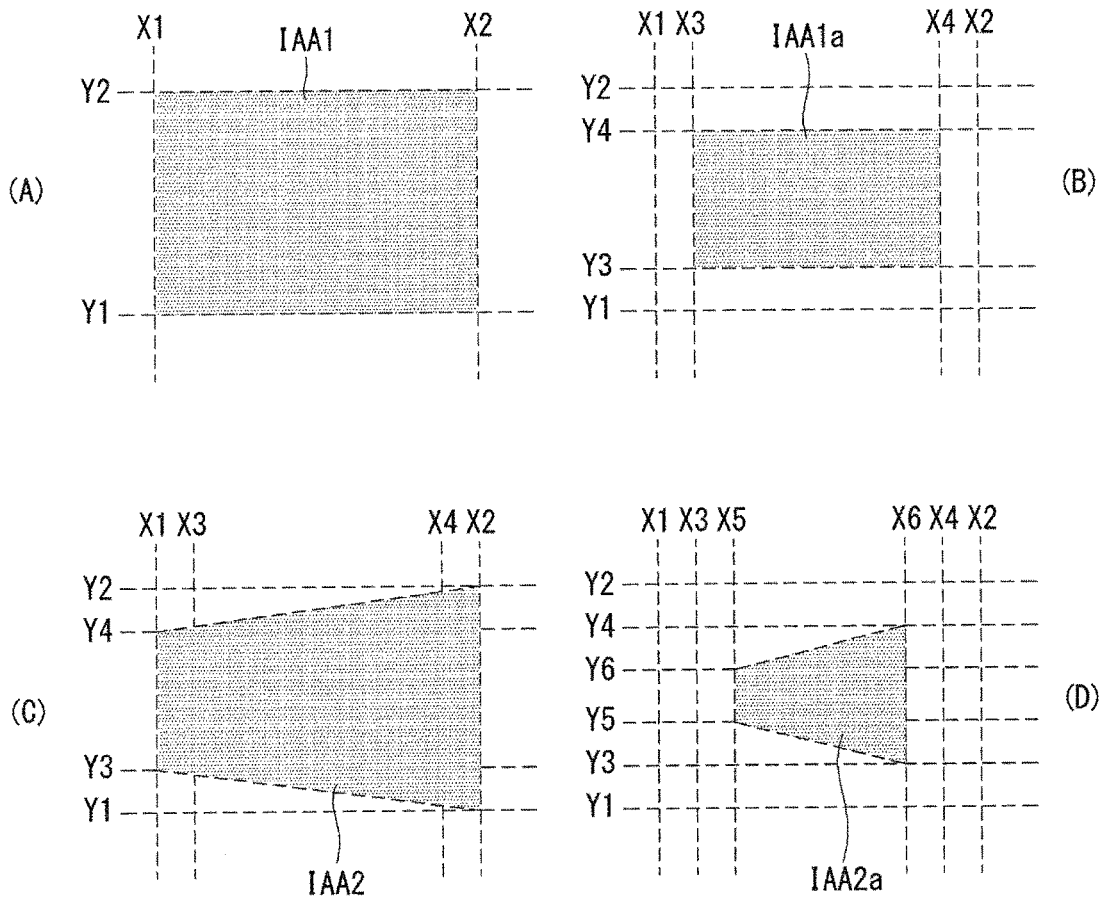 X1 X2
IAA1
Y2
(A)
Y1
X1 X3 X4 X2
IAA1a
Y2
Y4
(B)
Y3
Y1
X1 X3 X4 X2
Y2
Y4
(C)
Y3
Y1
IAA2
X1 X3 X5 X6 X4 X2
Y2
Y4
Y6
(D)
Y5
Y3
Y1
IAA2a